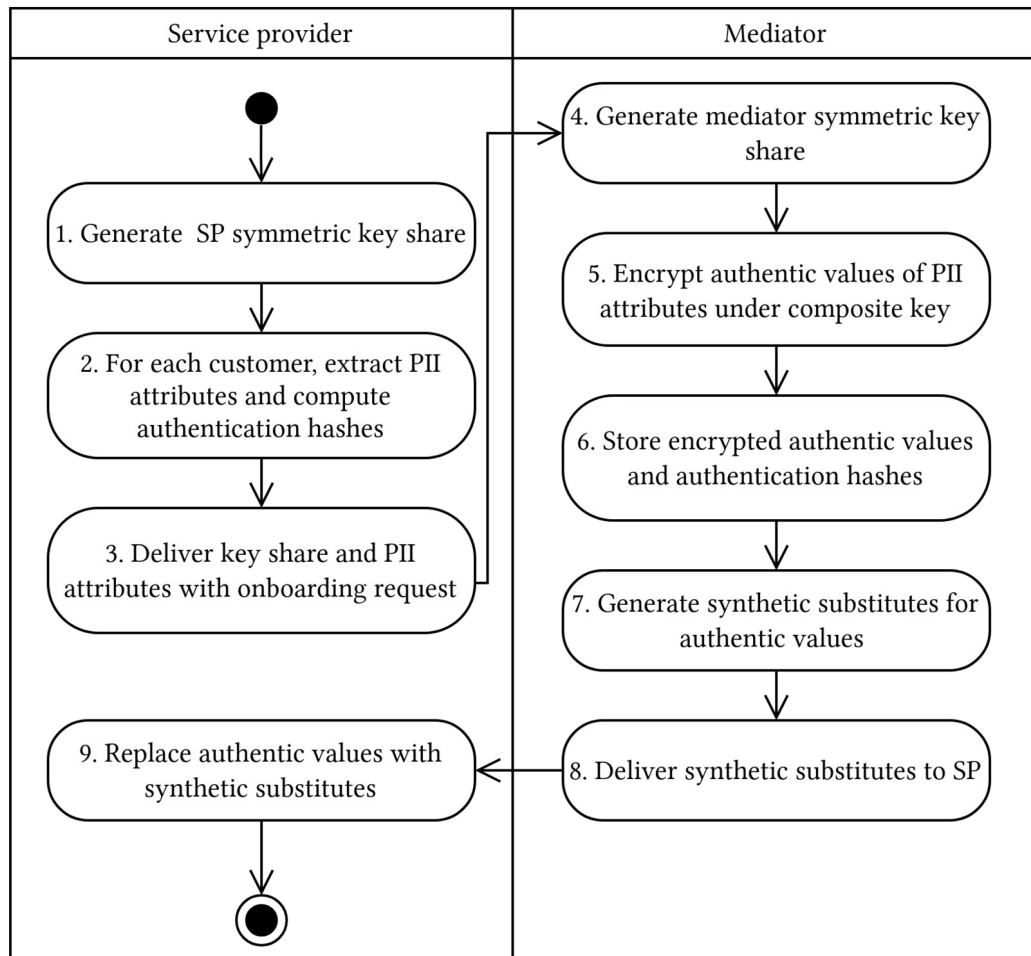 Service provider
Mediator
1. Generate  SP symmetric key share
2. For each customer, extract PII
attributes and compute
authentication hashes
3. Deliver key share and PII
attributes with onboarding request
4. Generate mediator symmetric key
share
5. Encrypt authentic values of PII
attributes under composite key
6. Store encrypted authentic values
and authentication hashes
7. Generate synthetic substitutes for
authentic values
8. Deliver synthetic substitutes to SP
9. Replace authentic values with
synthetic substitutes